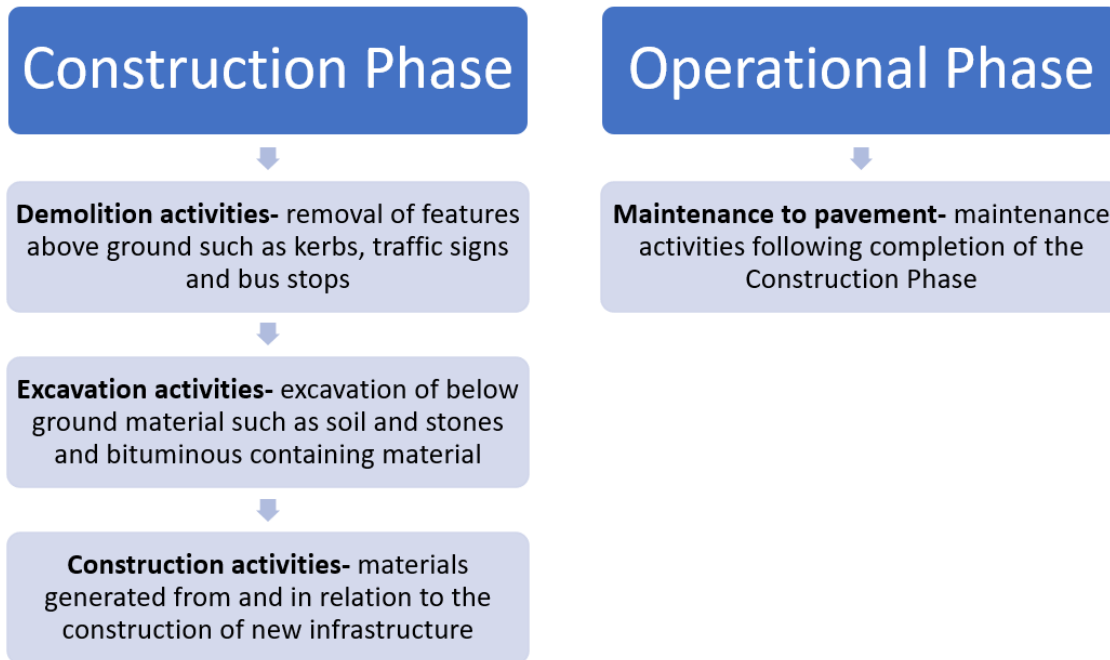 Construction Phase
Demolition activities- removal of features
above ground such as kerbs, traffic signs
and bus stops
Excavation activities- excavation of below
ground material such as soil and stones
and bituminous containing material
Construction activities- materials
generated from and in relation to the
construction of new infrastructure
Operational Phase
Maintenance to pavement- maintenance
activities following completion of the
Construction Phase